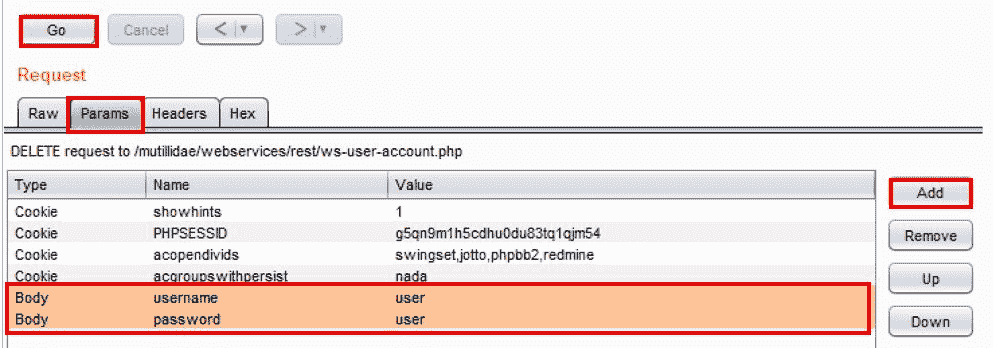 Go Cancel < | ▼ > | ▼
Request
Raw Params Headers Hex
DELETE request to /mutillidae/webservices/rest/ws-user-account.php
Type Name Value
Add
Cookie showhints 1
Cookie PHPSESSID g5qn9m1h5cdhu0du83tq1qjm54
Remove
Cookie acopendivids swingset,jotto,phpbb2,redmine
Cookie acgroupswithpersist nada
Up
Body username user
Body password user
Down